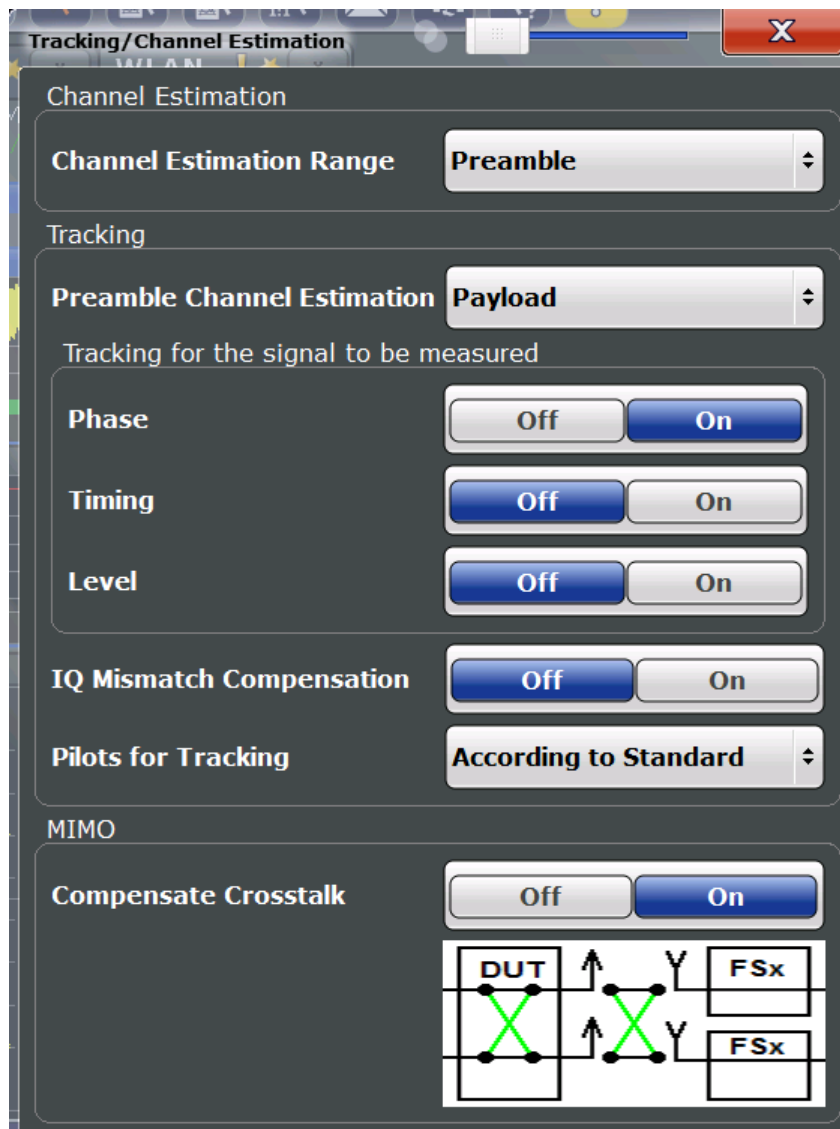 Tracking/Channel Estimation
X
WLAN
Channel Estimation
Channel Estimation Range Preamble
Tracking
Preamble Channel Estimation Payload
Tracking for the signal to be measured
Phase Off On
Timing Off On
Level Off On
IQ Mismatch Compensation Off On
Pilots for Tracking According to Standard
MIMO
Compensate Crosstalk Off On
DUT FSx
FSx